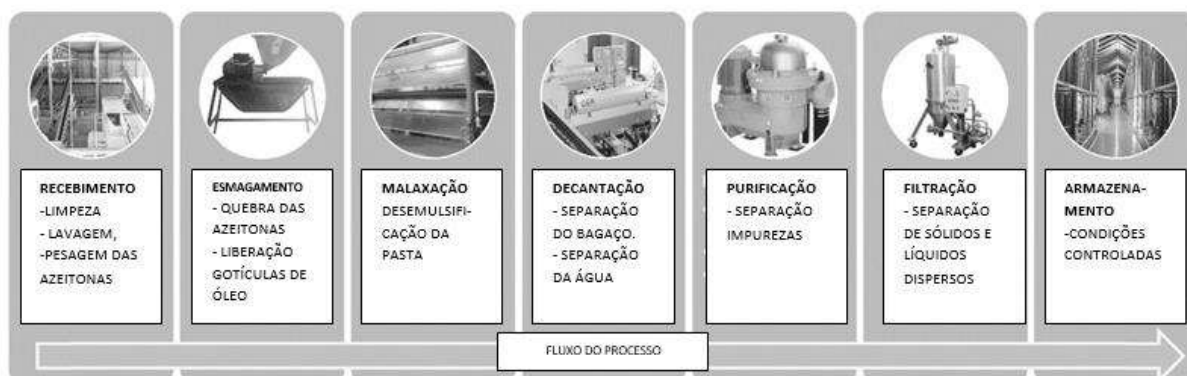 RECEBIMENTO
-LIMPEZA
- LAVAGEM,
-PESAGEM DAS
AZEITONAS
ESMAGAMENTO
- QUEBRA DAS
AZEITONAS
- LIBERAÇÃO
GOTÍCULAS DE
ÓLEO
MALAXAÇÃO
DESEMULSIFI-
CAÇÃO DA
PASTA
DECANTAÇÃO
- SEPARAÇÃO
DO BAGAÇO.
- SEPARAÇÃO
DA ÁGUA
PURIFICAÇÃO
- SEPARAÇÃO
IMPUREZAS
FILTRAÇÃO
- SEPARAÇÃO
DE SÓLIDOS E
LÍQUIDOS
DISPERSOS
ARMAZENA-
MENTO
-CONDIÇÕES
CONTROLADAS
FLUXO DO PROCESSO